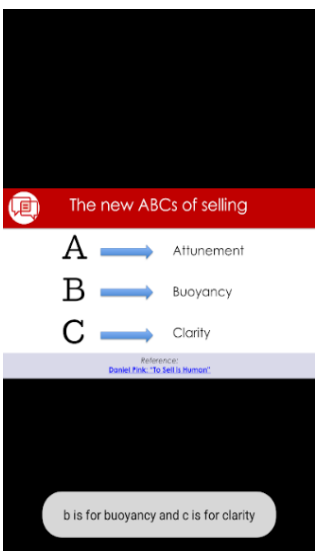 The new ABCs of selling
A Attunement
B Buoyancy
C Clarity
Reference:
Daniel Pink: "To Sell is Human"
b is for buoyancy and c is for clarity